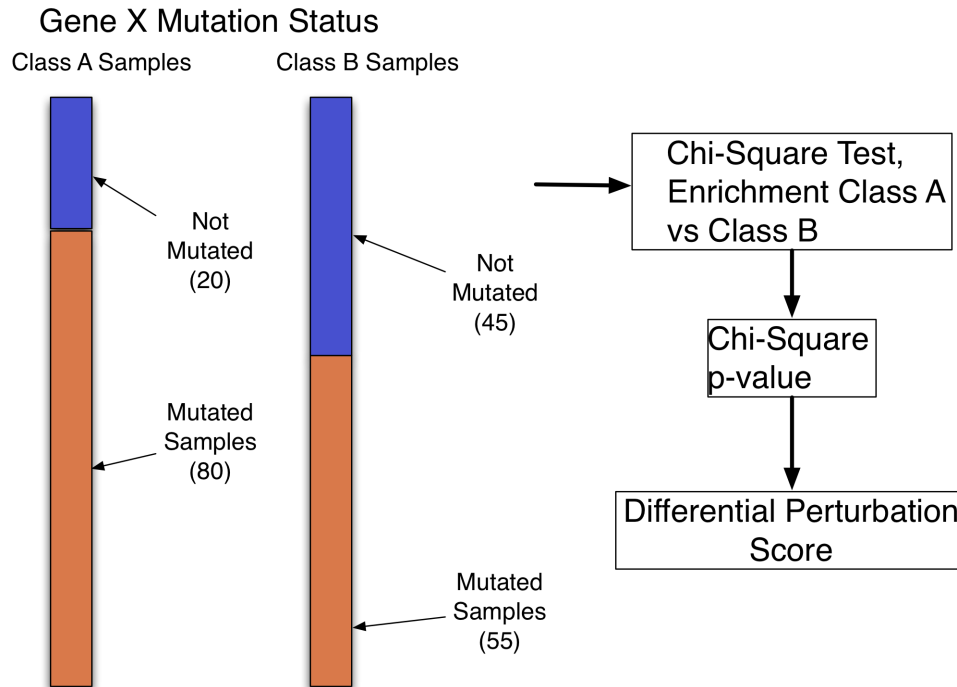 Gene X Mutation Status
Class A Samples
Class B Samples
Not
Mutated
(20)
Mutated
Samples
(80)
Not
Mutated
(45)
Mutated
Samples
(55)
Chi-Square Test,
Enrichment Class A
vs Class B
Chi-Square
p-value
Differential Perturbation
Score